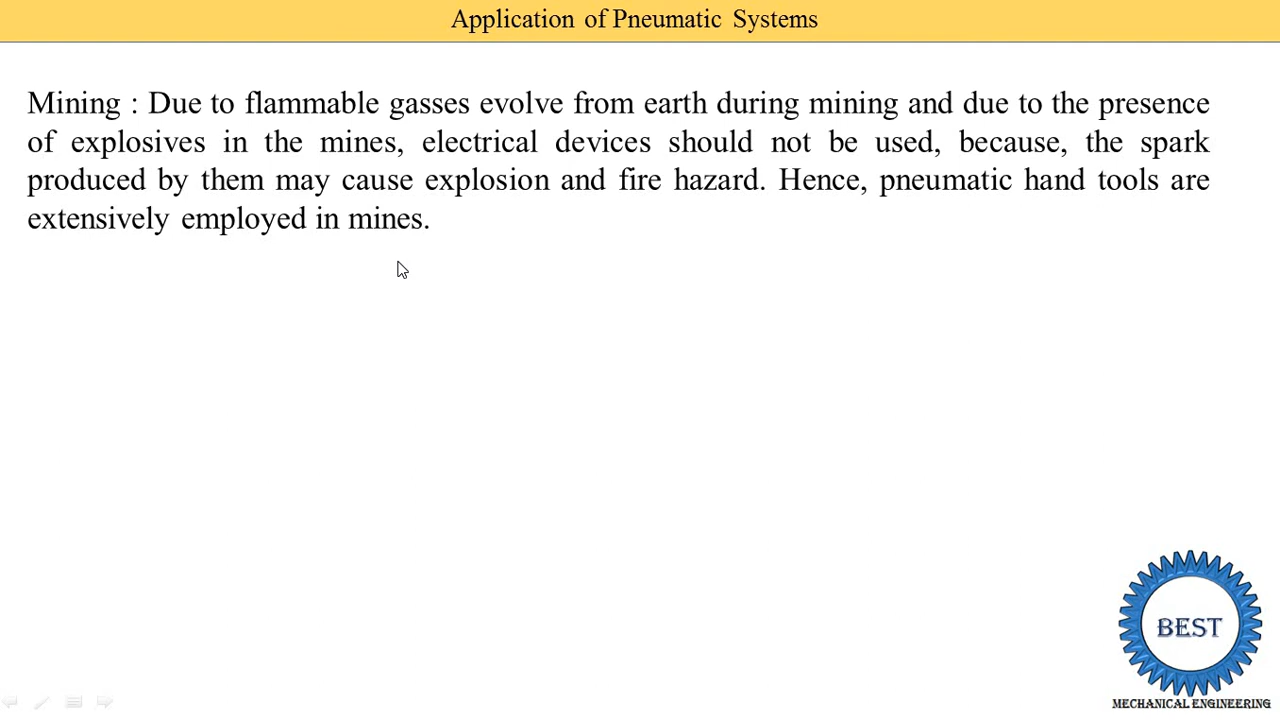 Application of Pneumatic Systems
Mining : Due to flammable gasses evolve from earth during mining and due to the presence
of explosives in the mines, electrical devices should not be used, because, the spark
produced by them may cause explosion and fire hazard. Hence, pneumatic hand tools are
extensively employed in mines.
BEST
MECHANICAL ENGINEERING